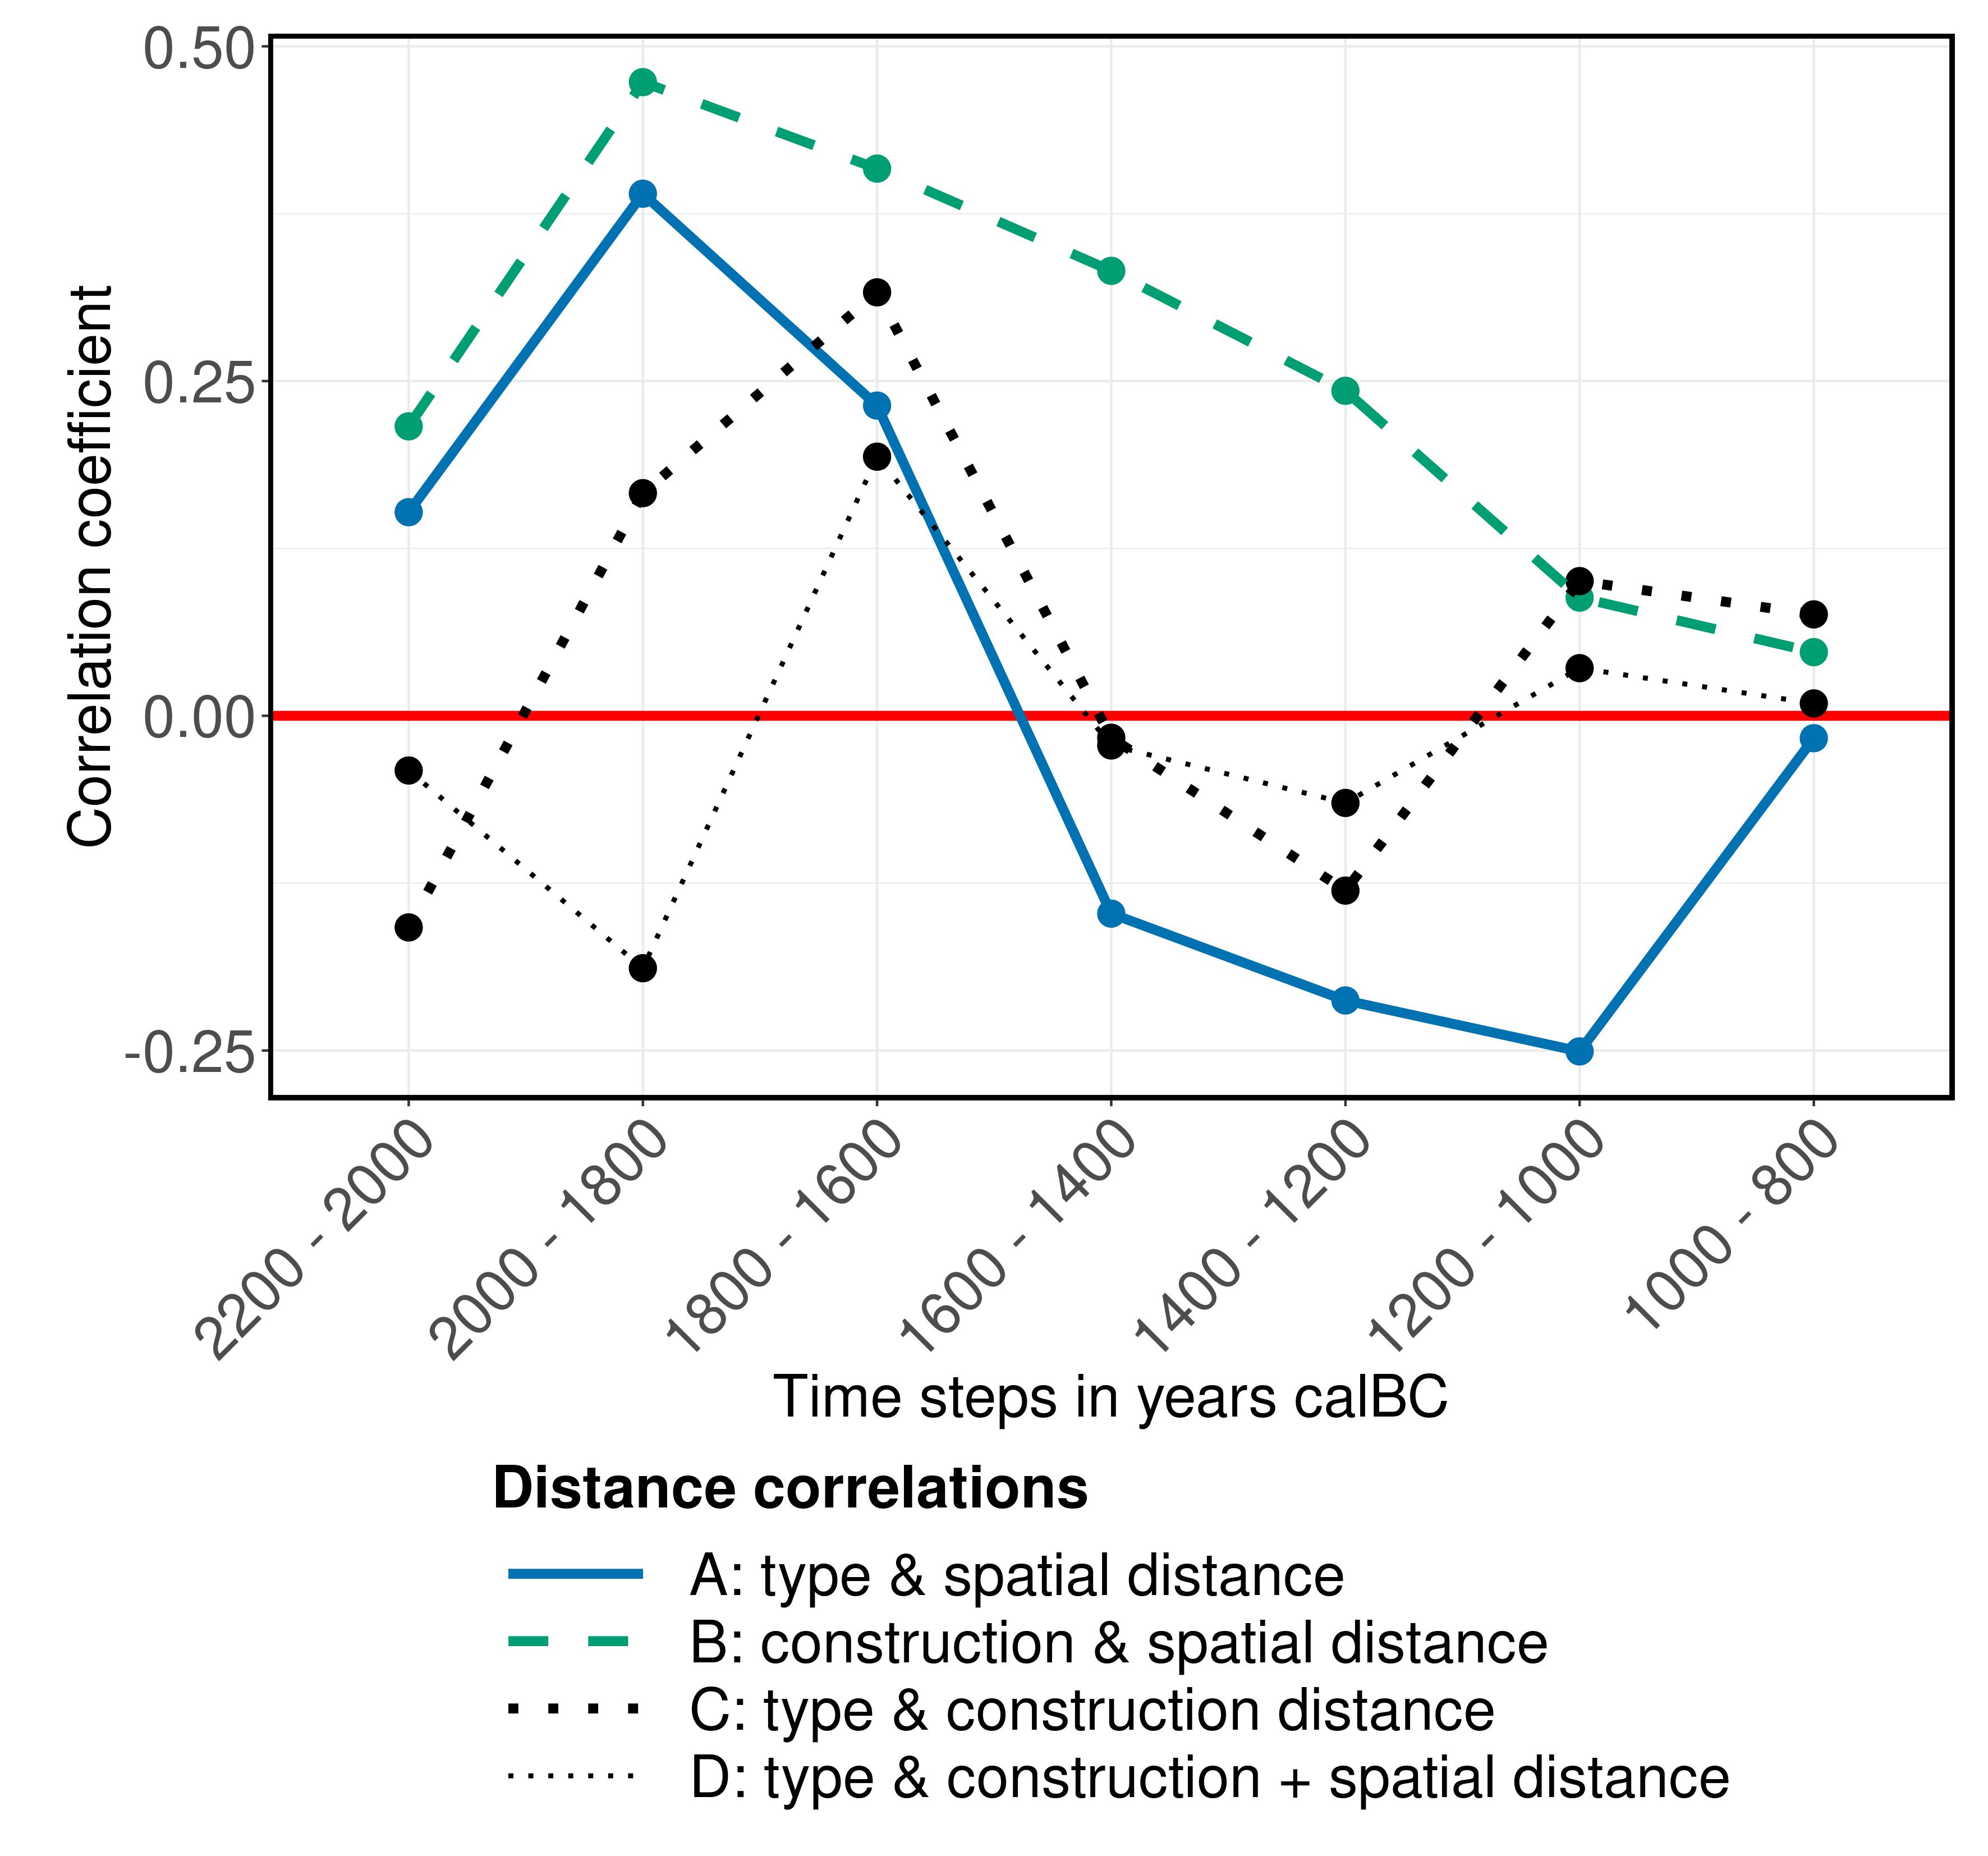 0.50
0.25
0.00
-0.25
Correlation coefficient
2200 - 2000
2000 - 1800
1800 - 1600
1600 - 1400
1400 - 1200
1200 - 1000
1000 - 800
Time steps in years calBC
Distance correlations
A: type & spatial distance
B: construction & spatial distance
C: type & construction distance
D: type & construction + spatial distance